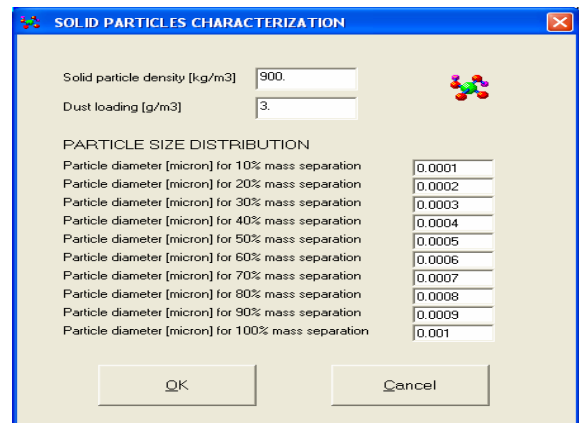 SOLID PARTICLES CHARACTERIZATION
Solid particle density [kg/m3] 900.
Dust loading [g/m3] 3.
PARTICLE SIZE DISTRIBUTION
Particle diameter [micron] for 10% mass separation 0.0001
Particle diameter [micron] for 20% mass separation 0.0002
Particle diameter [micron] for 30% mass separation 0.0003
Particle diameter [micron] for 40% mass separation 0.0004
Particle diameter [micron] for 50% mass separation 0.0005
Particle diameter [micron] for 60% mass separation 0.0006
Particle diameter [micron] for 70% mass separation 0.0007
Particle diameter [micron] for 80% mass separation 0.0008
Particle diameter [micron] for 90% mass separation 0.0009
Particle diameter [micron] for 100% mass separation 0.001
OK Cancel